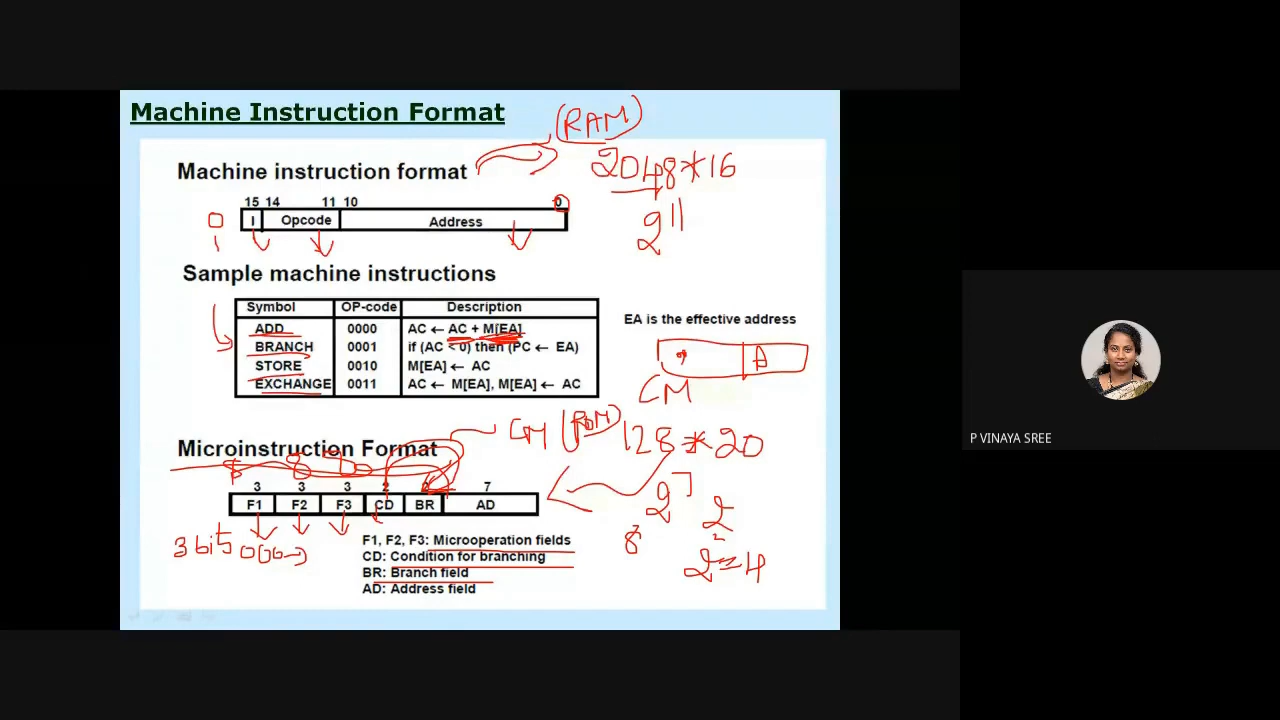 Machine Instruction Format
(RAM)
Machine instruction format
2048*16
15 14 11 10 0
0 I Opcode Address
2^11
Sample machine instructions
Symbol OP-code Description
ADD 0000 AC ← AC + M[EA]
EA is the effective address
BRANCH 0001 if (AC < 0) then (PC ← EA)
STORE 0010 M[EA] ← AC
EXCHANGE 0011 AC ← M[EA], M[EA] ← AC
CM
CM (ROM)
128*20
Microinstruction Format
3 3 3 2 7
F1 F2 F3 CD BR AD
2^7
2
3 bits 000
8
2^2=4
F1, F2, F3: Microoperation fields
CD: Condition for branching
BR: Branch field
AD: Address field
P VINAYA SREE